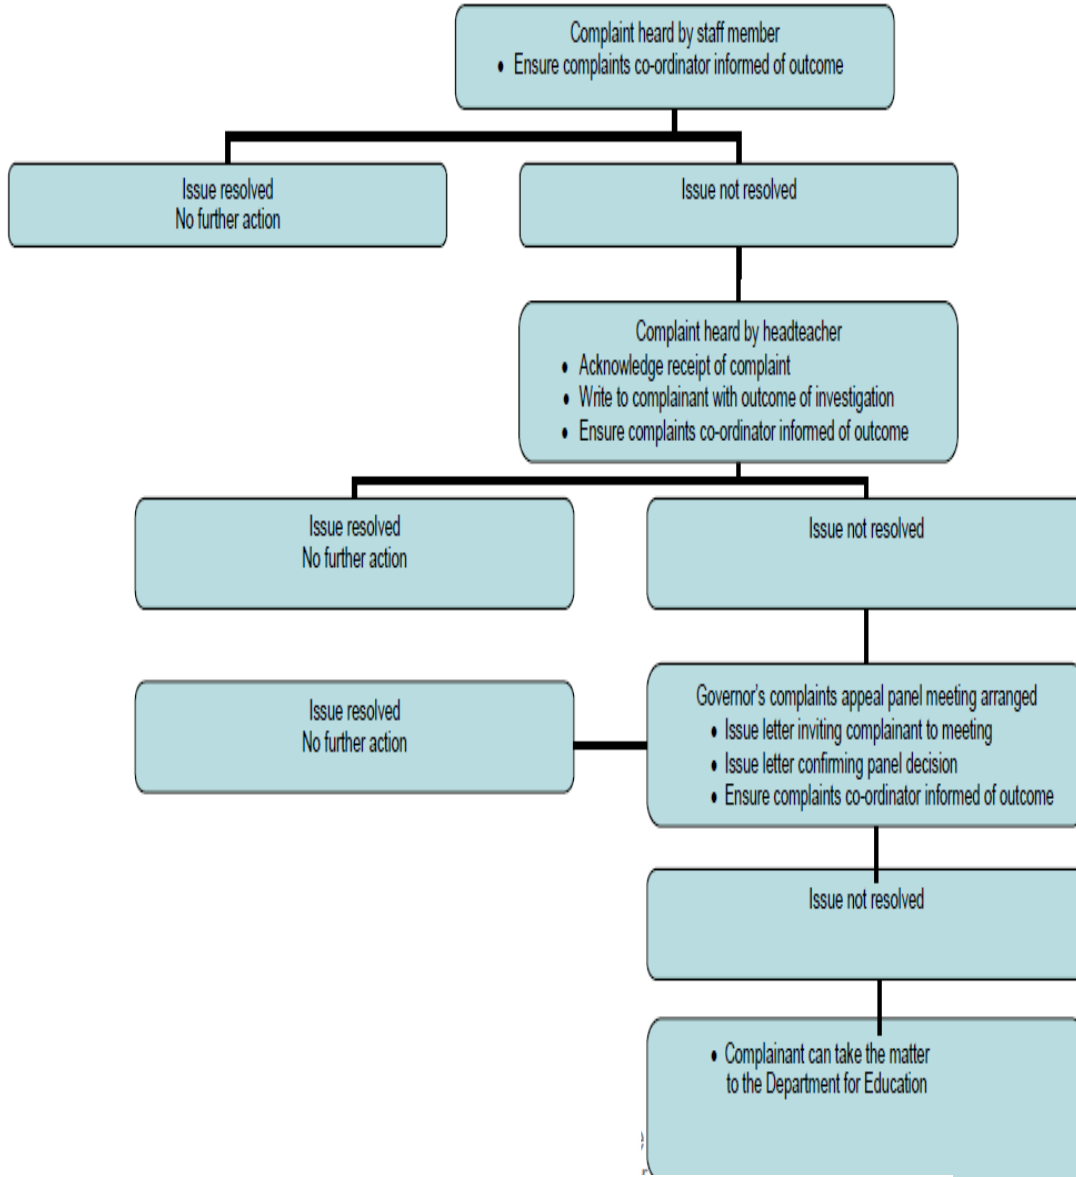 Complaint heard by staff member
• Ensure complaints co-ordinator informed of outcome
Issue resolved
No further action
Issue not resolved
Complaint heard by headteacher
• Acknowledge receipt of complaint
• Write to complainant with outcome of investigation
• Ensure complaints co-ordinator informed of outcome
Issue resolved
No further action
Issue not resolved
Issue resolved
No further action
Governor's complaints appeal panel meeting arranged
• Issue letter inviting complainant to meeting
• Issue letter confirming panel decision
• Ensure complaints co-ordinator informed of outcome
Issue not resolved
• Complainant can take the matter
to the Department for Education